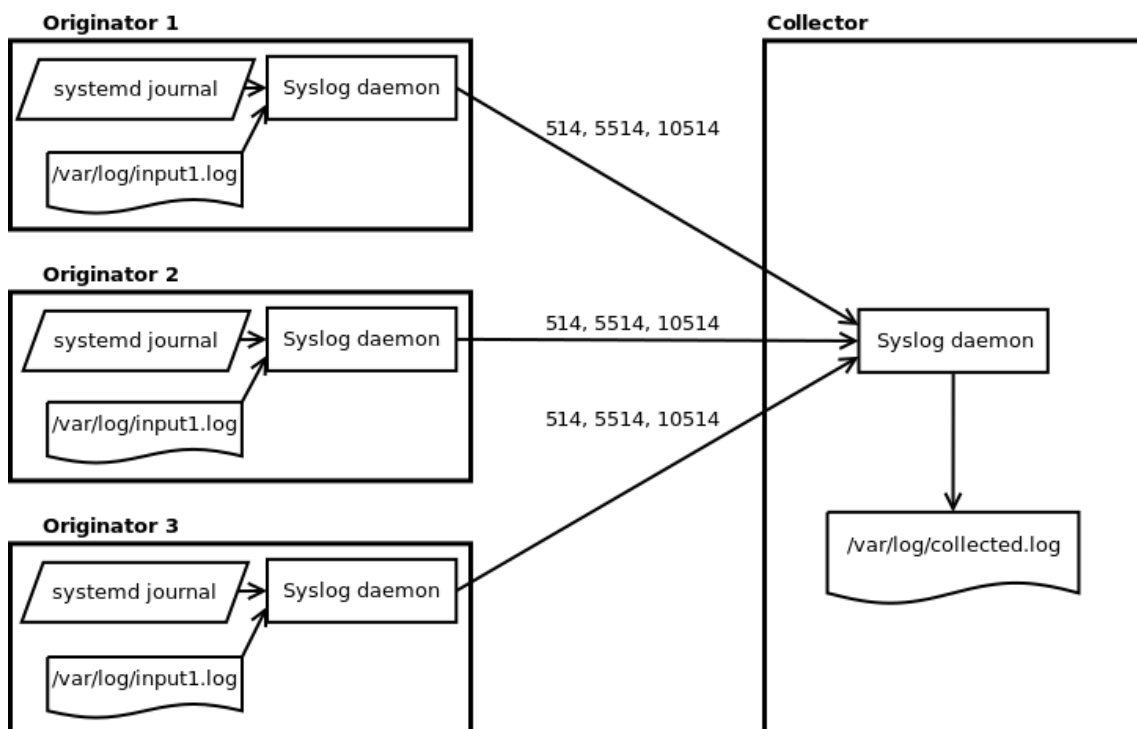 Originator 1
systemd journal
Syslog daemon
/var/log/input1.log
514, 5514, 10514
Originator 2
systemd journal
Syslog daemon
/var/log/input1.log
514, 5514, 10514
Originator 3
systemd journal
Syslog daemon
/var/log/input1.log
514, 5514, 10514
Collector
Syslog daemon
/var/log/collected.log